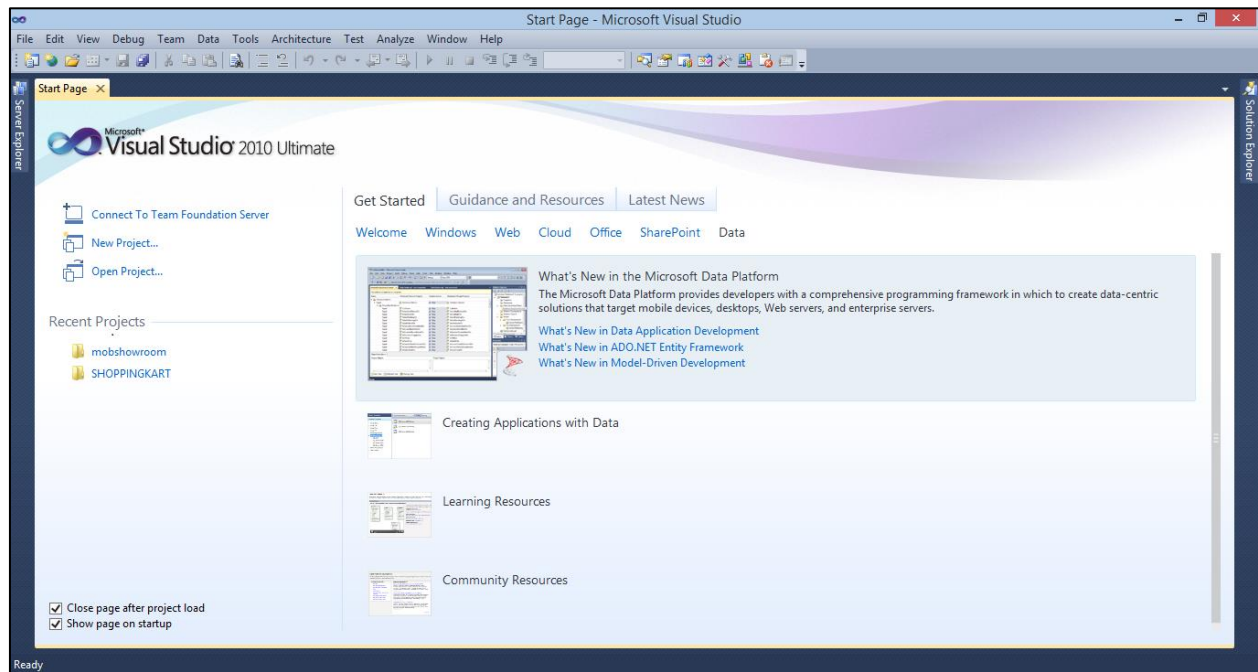 Start Page - Microsoft Visual Studio
File Edit View Debug Team Data Tools Architecture Test Analyze Window Help
Server Explorer
Start Page
Solution Explorer
Microsoft®
Visual Studio® 2010 Ultimate
Connect To Team Foundation Server
New Project...
Open Project...
Recent Projects
mobshowroom
SHOPPINGKART
Close page after project load
Show page on startup
Get Started Guidance and Resources Latest News
Welcome Windows Web Cloud Office SharePoint Data
What's New in the Microsoft Data Platform
The Microsoft Data Platform provides developers with a comprehensive programming framework in which to create data-centric
solutions that target mobile devices, desktops, Web servers, and enterprise servers.
What's New in Data Application Development
What's New in ADO.NET Entity Framework
What's New in Model-Driven Development
Creating Applications with Data
Learning Resources
Community Resources
Ready